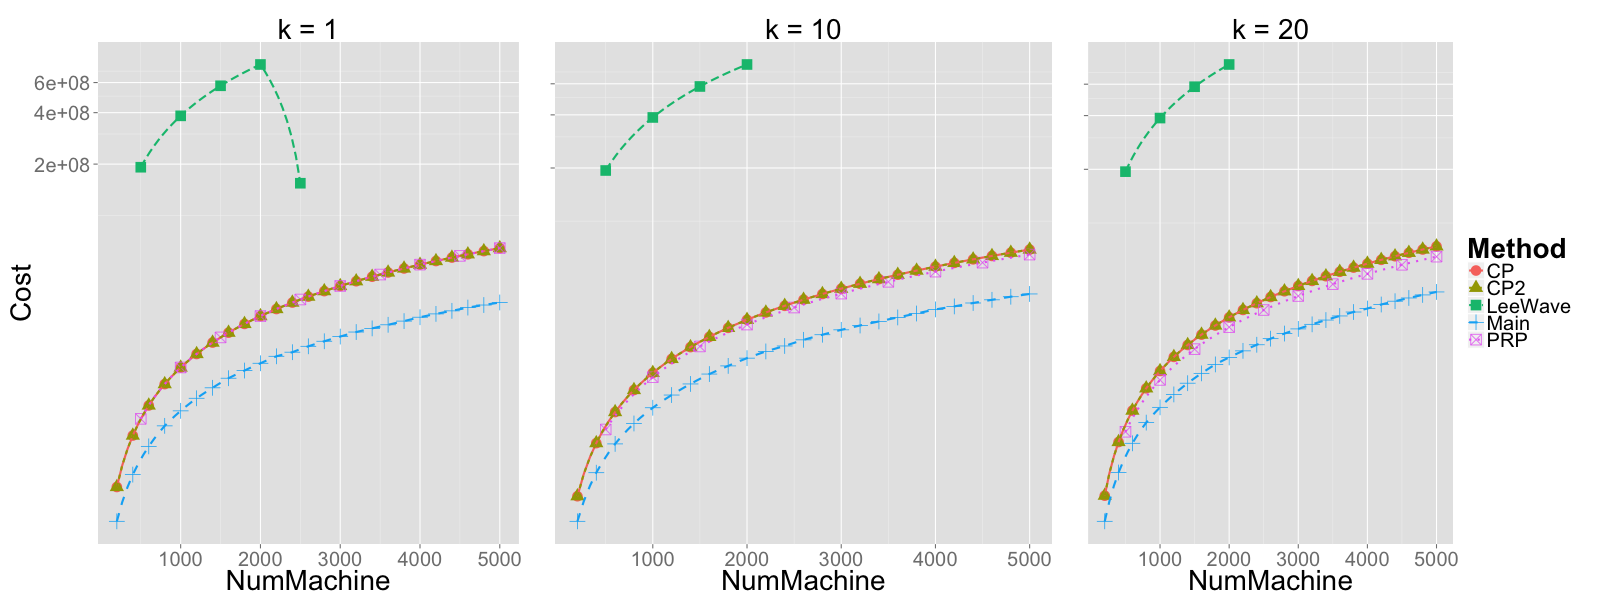 k = 1
k = 10
k = 20
6e+08
4e+08
2e+08
Cost
1000 2000 3000 4000 5000
1000 2000 3000 4000 5000
1000 2000 3000 4000 5000
NumMachine
NumMachine
NumMachine
Method
CP
CP2
LeeWave
Main
PRP